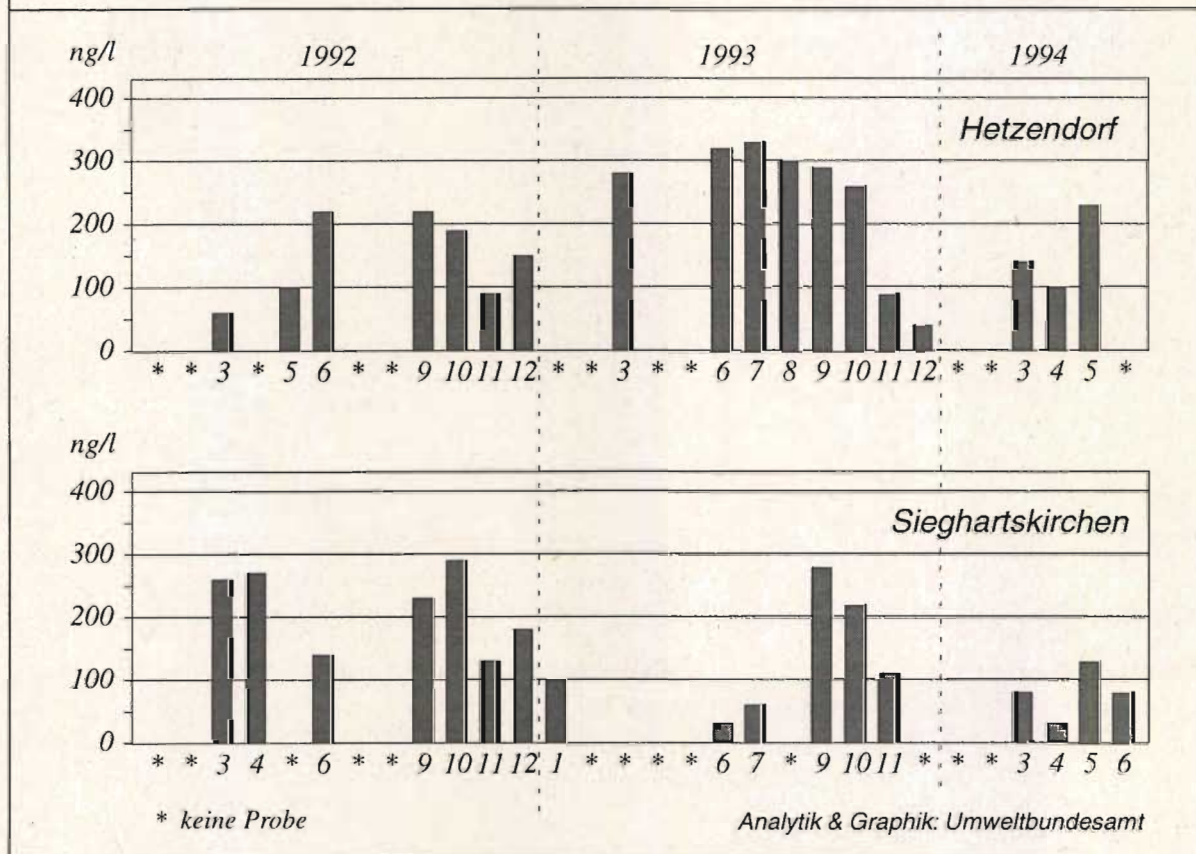 ng/l 1992 1993 1994
400
Hetzendorf
300
200
100
0
* * 3 * 5 6 * * 9 10 11 12 * * 3 * * 6 7 8 9 10 11 12 * * 3 4 5 *
ng/l
400
Sieghartskirchen
300
200
100
0
* * 3 4 * 6 * * 9 10 11 12 1 * * * * 6 7 * 9 10 11 * * * 3 4 5 6
* keine Probe Analytik & Graphik: Umweltbundesamt